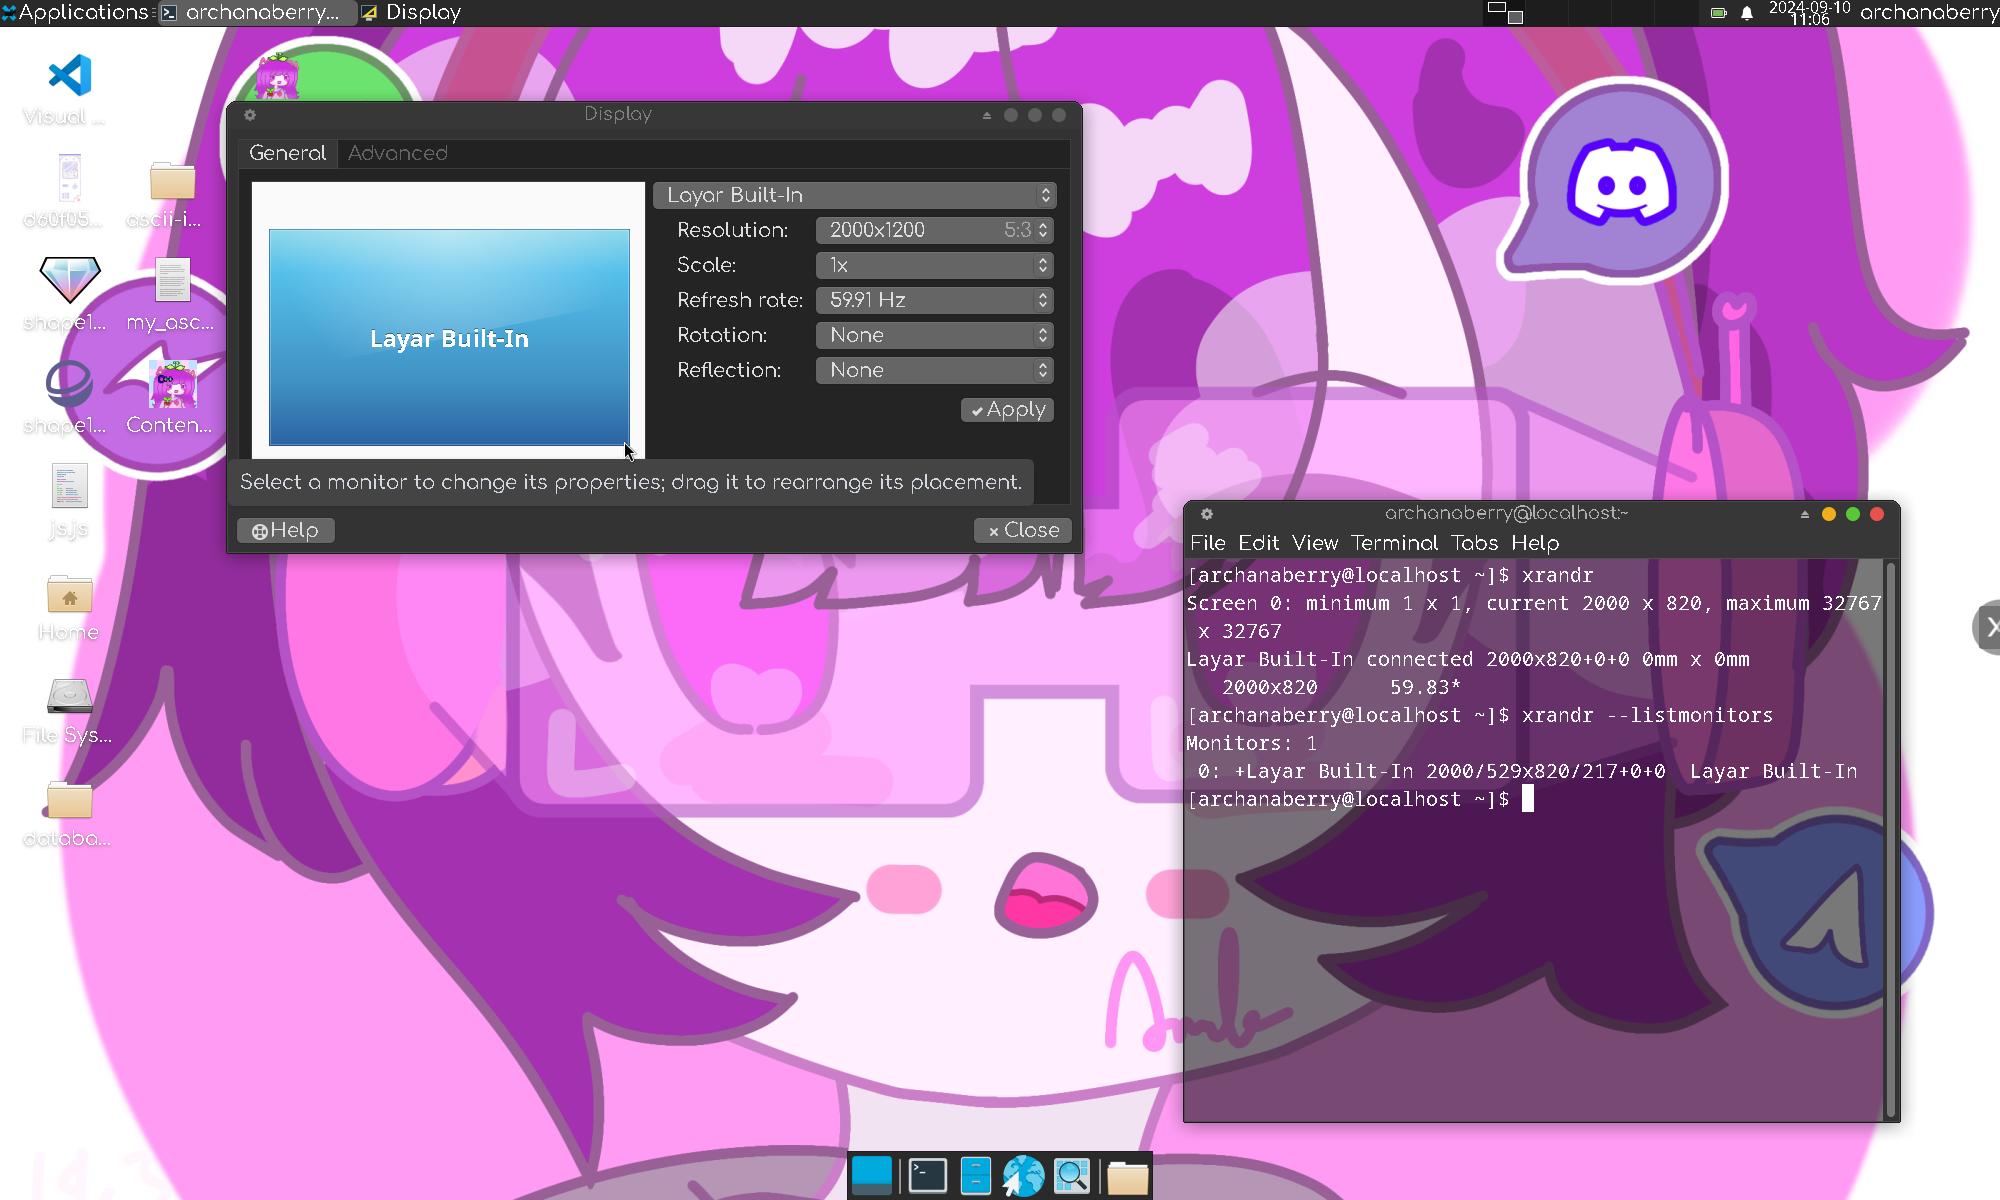 Applications
archanaberry...
Display
2024-09-10
11:06
archanaberry
Visual ...
d60f05...
ascii-i...
shape1...
my_asc...
shape1...
Conten...
js.js
Home
File Sys...
databa...
Display
General
Advanced
Layar Built-In
Layar Built-In
Resolution:
2000x1200
5:3
Scale:
1x
Refresh rate:
59.91 Hz
Rotation:
None
Reflection:
None
Apply
Select a monitor to change its properties; drag it to rearrange its placement.
Help
Close
archanaberry@localhost:~
File Edit View Terminal Tabs Help
[archanaberry@localhost ~]$ xrandr
Screen 0: minimum 1 x 1, current 2000 x 820, maximum 32767
x 32767
Layar Built-In connected 2000x820+0+0 0mm x 0mm
2000x820 59.83*
[archanaberry@localhost ~]$ xrandr --listmonitors
Monitors: 1
0: +Layar Built-In 2000/529x820/217+0+0 Layar Built-In
[archanaberry@localhost ~]$
X